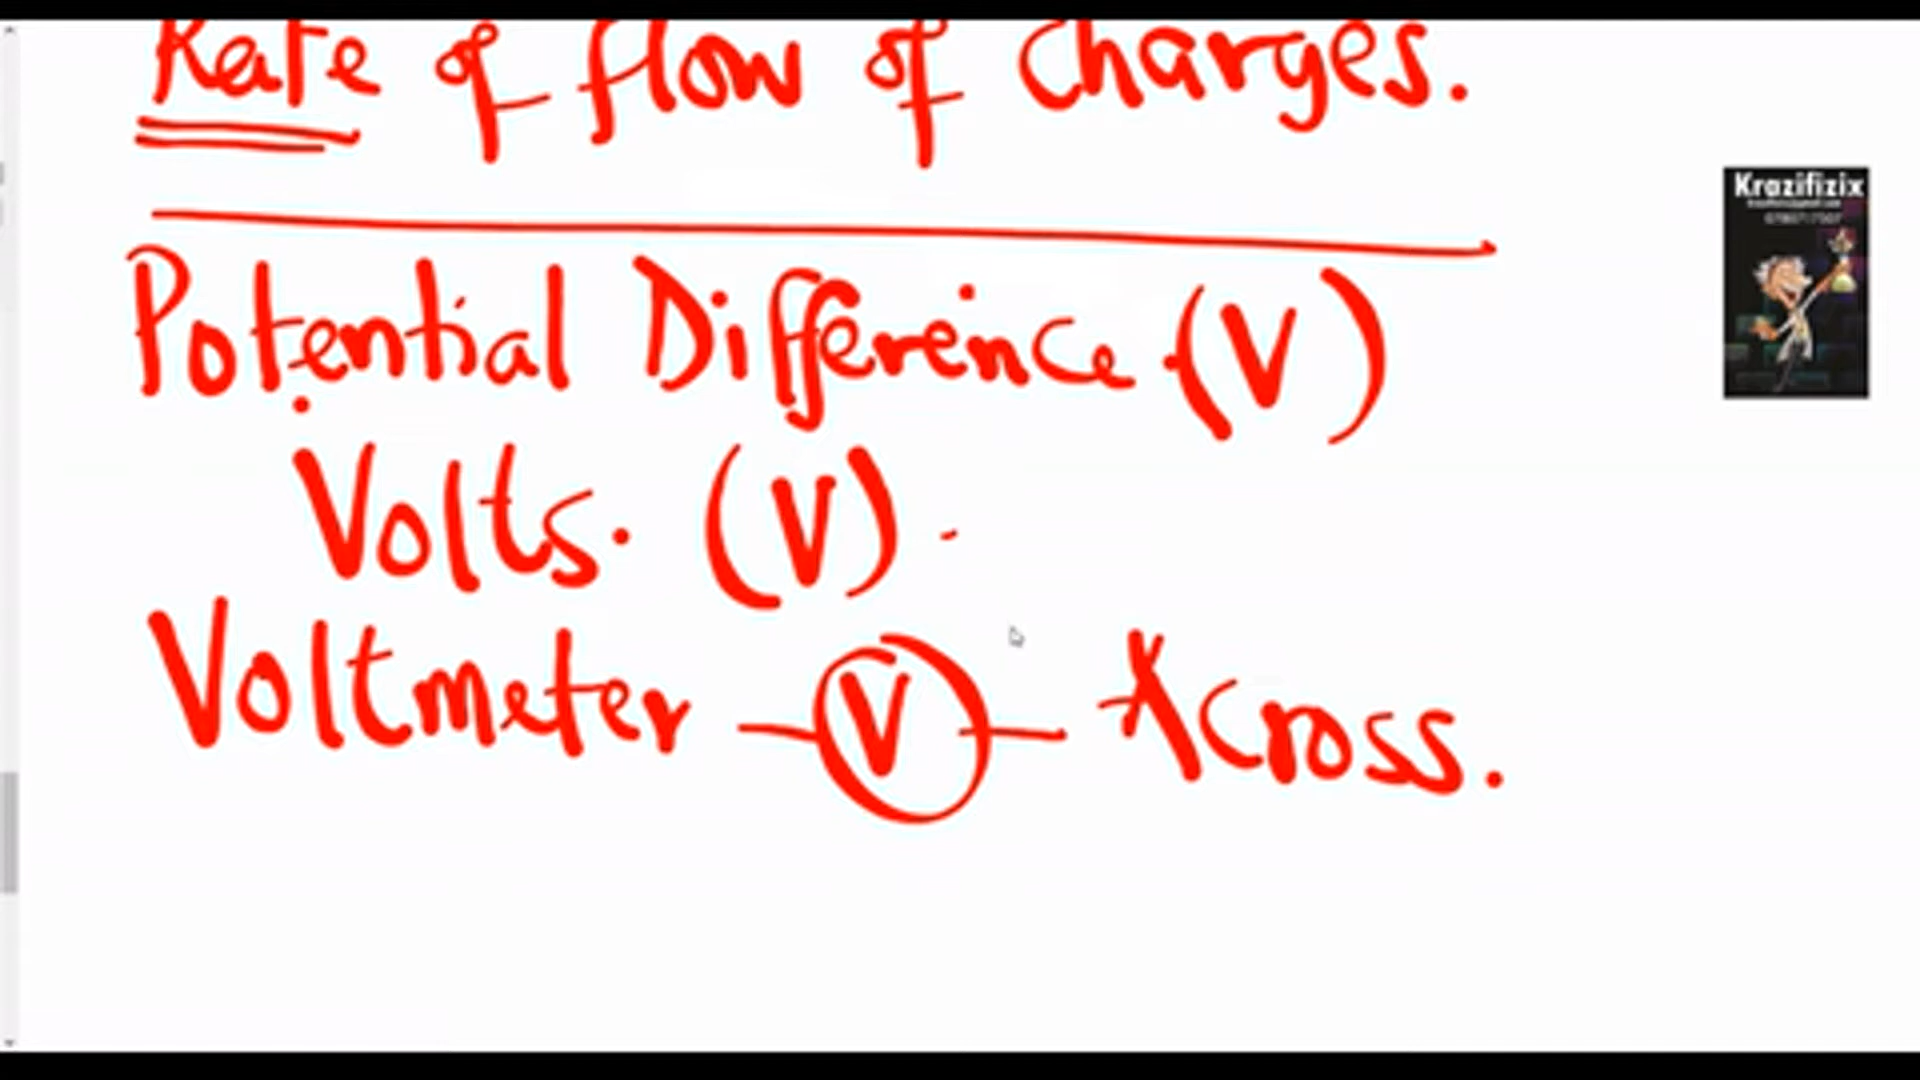 Rate of flow of charges.
Potential Difference (V)
Volts. (V).
Voltmeter V Across.
Krazifizix